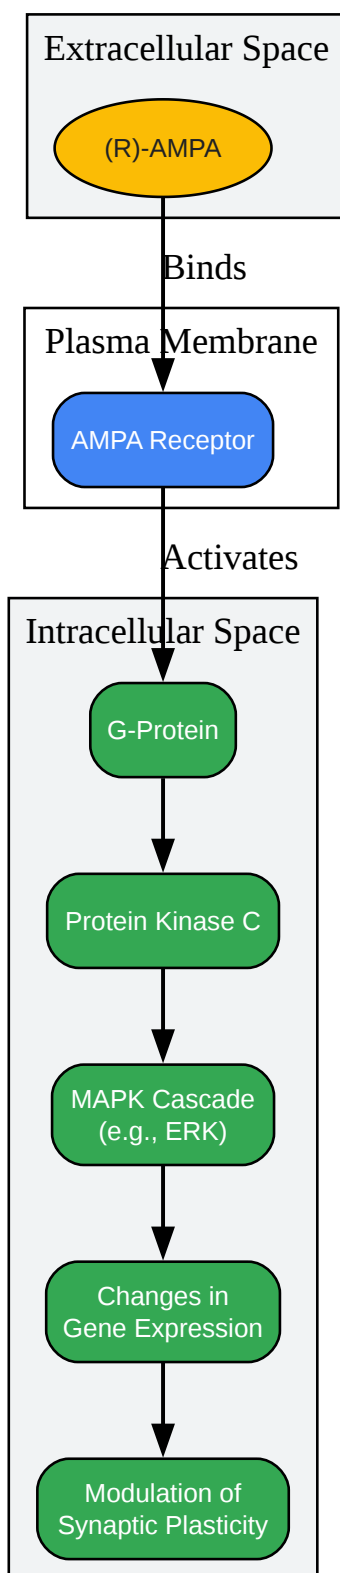 Extracellular Space
(R)-AMPA
Binds
Plasma Membrane
AMPA Receptor
Activates
Intracellular Space
G-Protein
Protein Kinase C
MAPK Cascade
(e.g., ERK)
Changes in
Gene Expression
Modulation of
Synaptic Plasticity